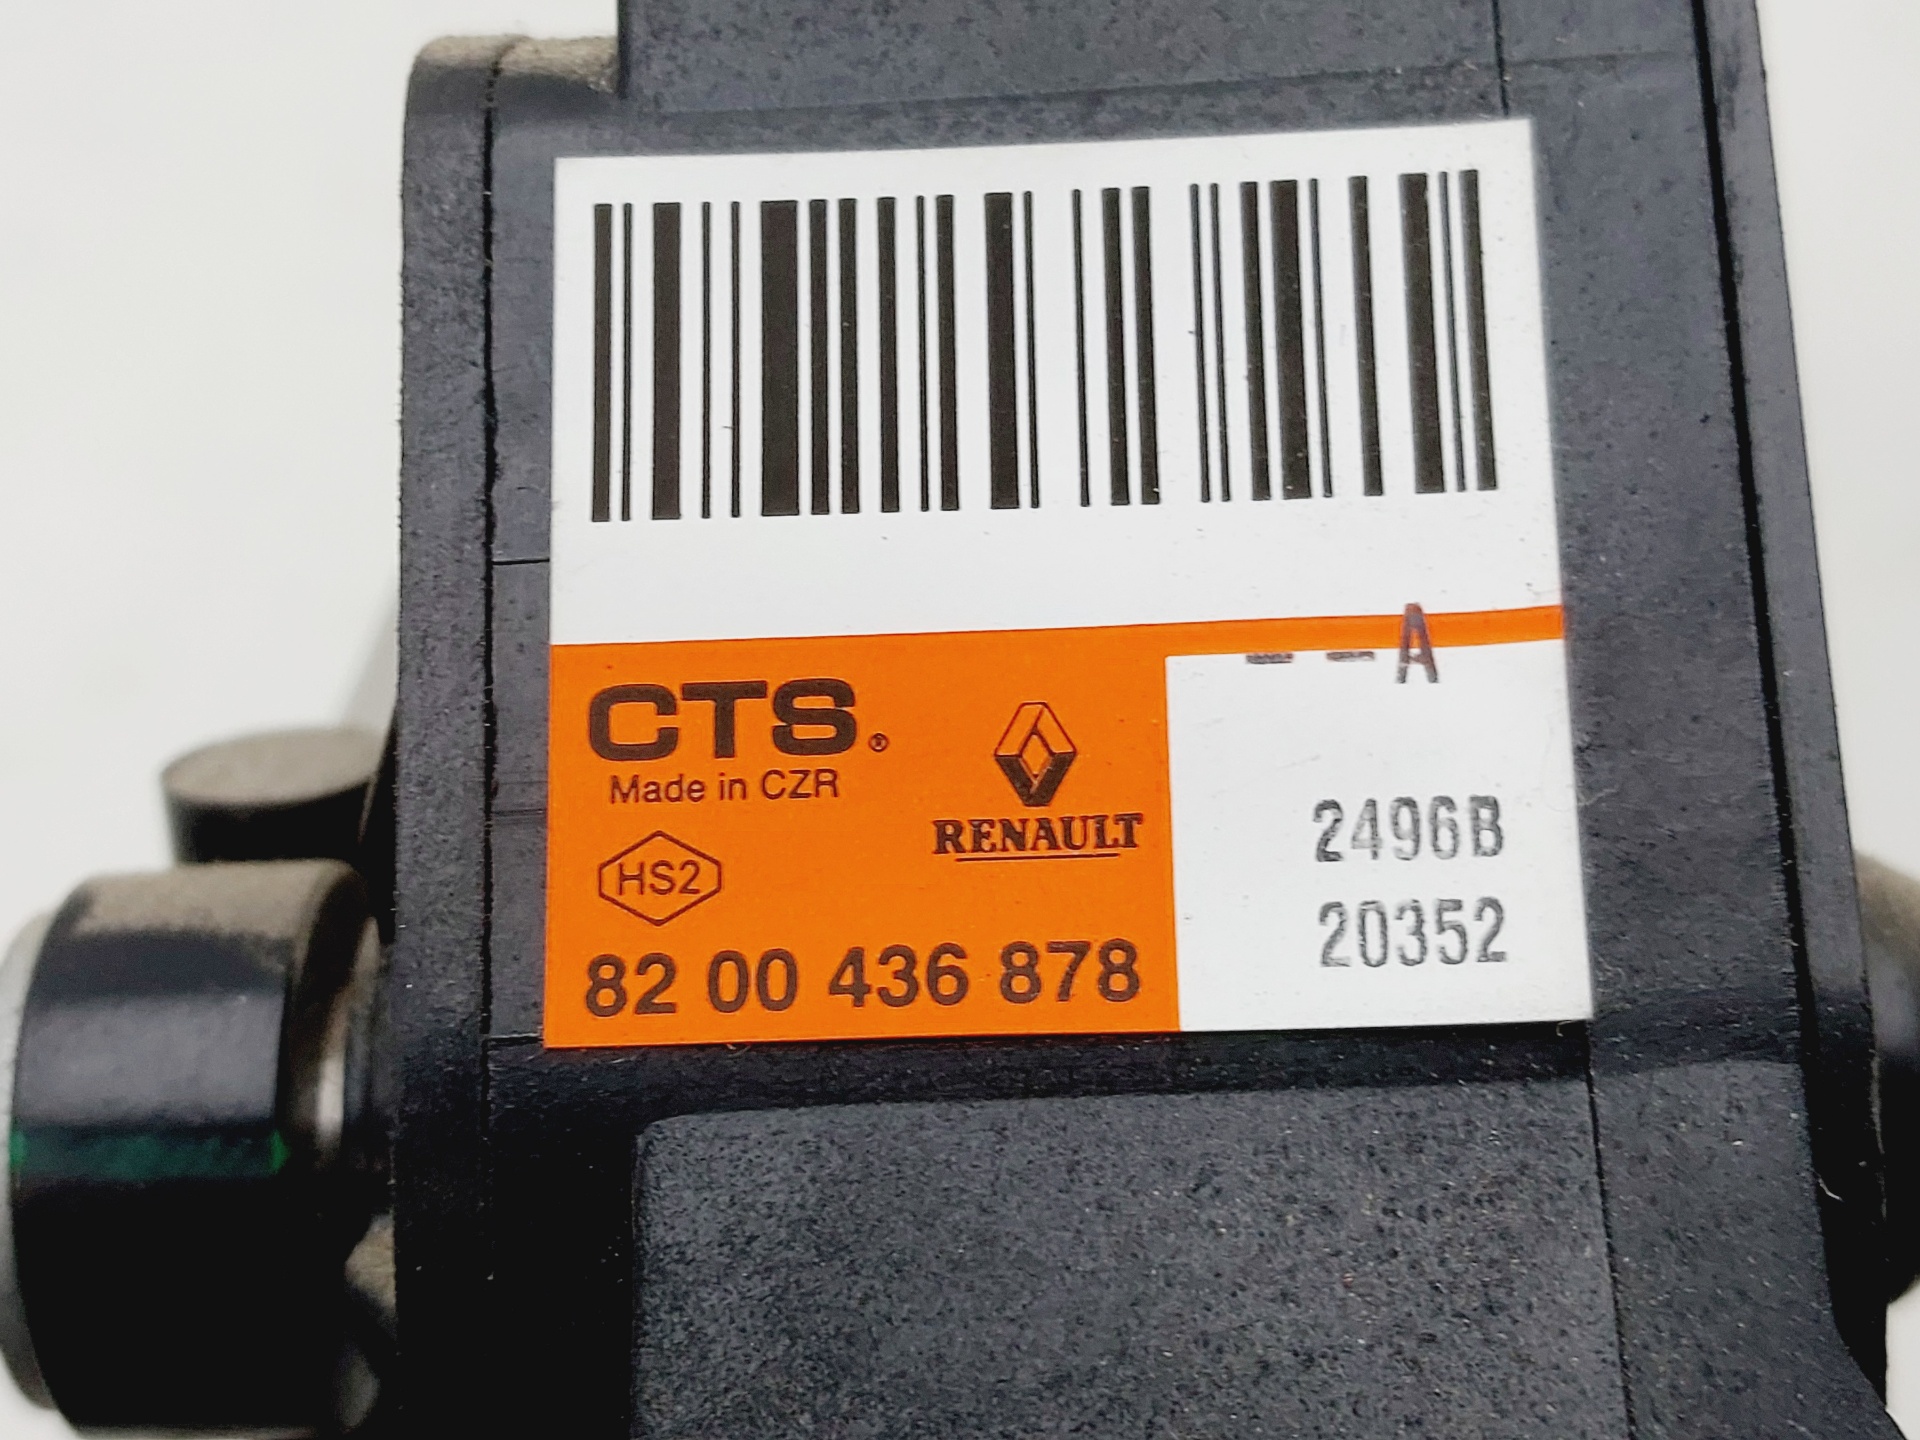 A
CTS®
Made in CZR
RENAULT
HS2
2496B
82 00 436 878
20352